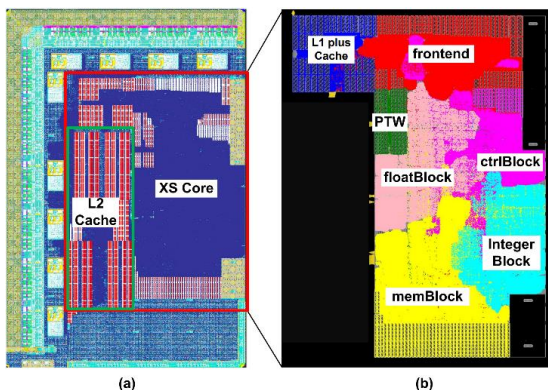 XS Core
L2
Cache
(a)
L1 plus
Cache
frontend
PTW
ctrlBlock
floatBlock
Integer
Block
memBlock
(b)